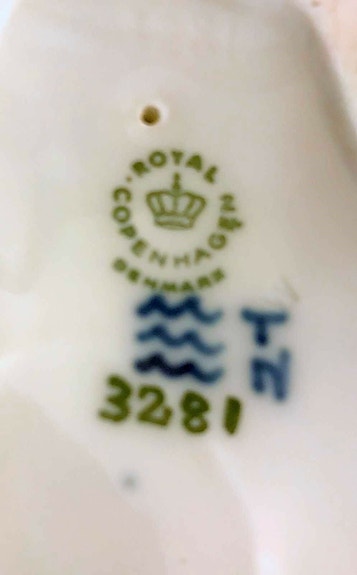 ROYAL
COPENHAGEN
DENMARK
3281